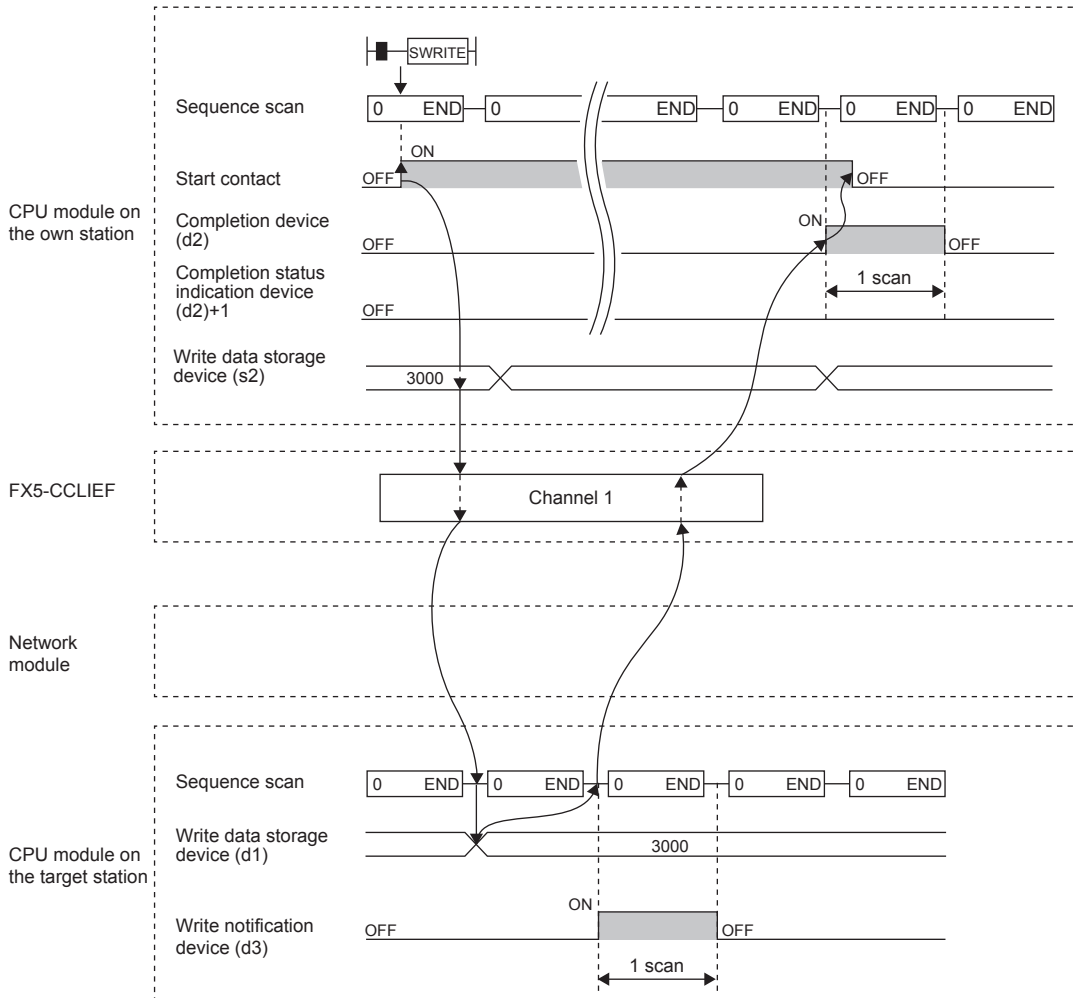 SWRITE
Sequence scan
0 END 0 END 0 END 0 END 0 END
ON
Start contact
OFF
OFF
CPU module on
the own station
Completion device
(d2)
ON
OFF
OFF
Completion status
indication device
(d2)+1
1 scan
OFF
Write data storage
device (s2)
3000
FX5-CCLIEF
Channel 1
Network
module
Sequence scan
0 END 0 END 0 END 0 END 0 END
Write data storage
device (d1)
3000
CPU module on
the target station
ON
Write notification
device (d3)
OFF
OFF
1 scan